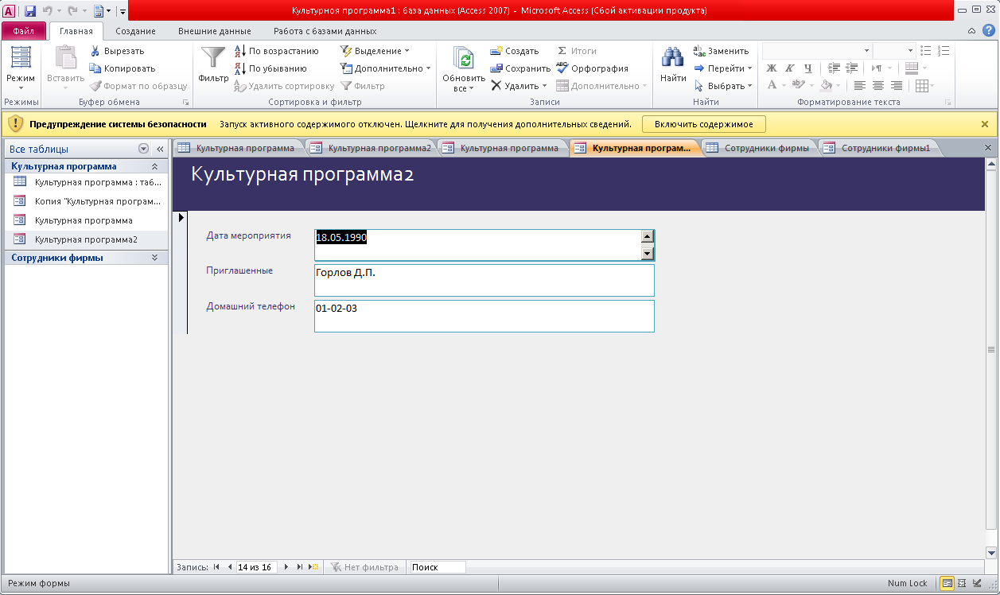 Культурноя программа1 : база данных (Access 2007) - Microsoft Access (Сбой активации продукта)
Файл Главная Создание Внешние данные Работа с базами данных
Режим
Режимы
Вставить
Вырезать
Копировать
Формат по образцу
Буфер обмена
Фильтр
По возрастанию
По убыванию
Удалить сортировку
Выделение
Дополнительно
Фильтр
Сортировка и фильтр
Обновить
все
Создать
Сохранить
Удалить
Итоги
Орфография
Дополнительно
Записи
Найти
Заменить
Перейти
Выбрать
Найти
Ж К Ч
А
Форматирование текста
Предупреждение системы безопасности Запуск активного содержимого отключен. Щелкните для получения дополнительных сведений. Включить содержимое
Все таблицы
Культурная программа
Культурная программа : таб...
Копия "Культурная програм...
Культурная программа
Культурная программа2
Сотрудники фирмы
Культурная программа Культурная программа2 Культурная программа Культурная програм... Сотрудники фирмы Сотрудники фирмы1
Культурная программа2
Дата мероприятия 18.05.1990
Приглашенные Горлов Д.П.
Домашний телефон 01-02-03
Запись: 14 из 16 Нет фильтра Поиск
Режим формы Num Lock